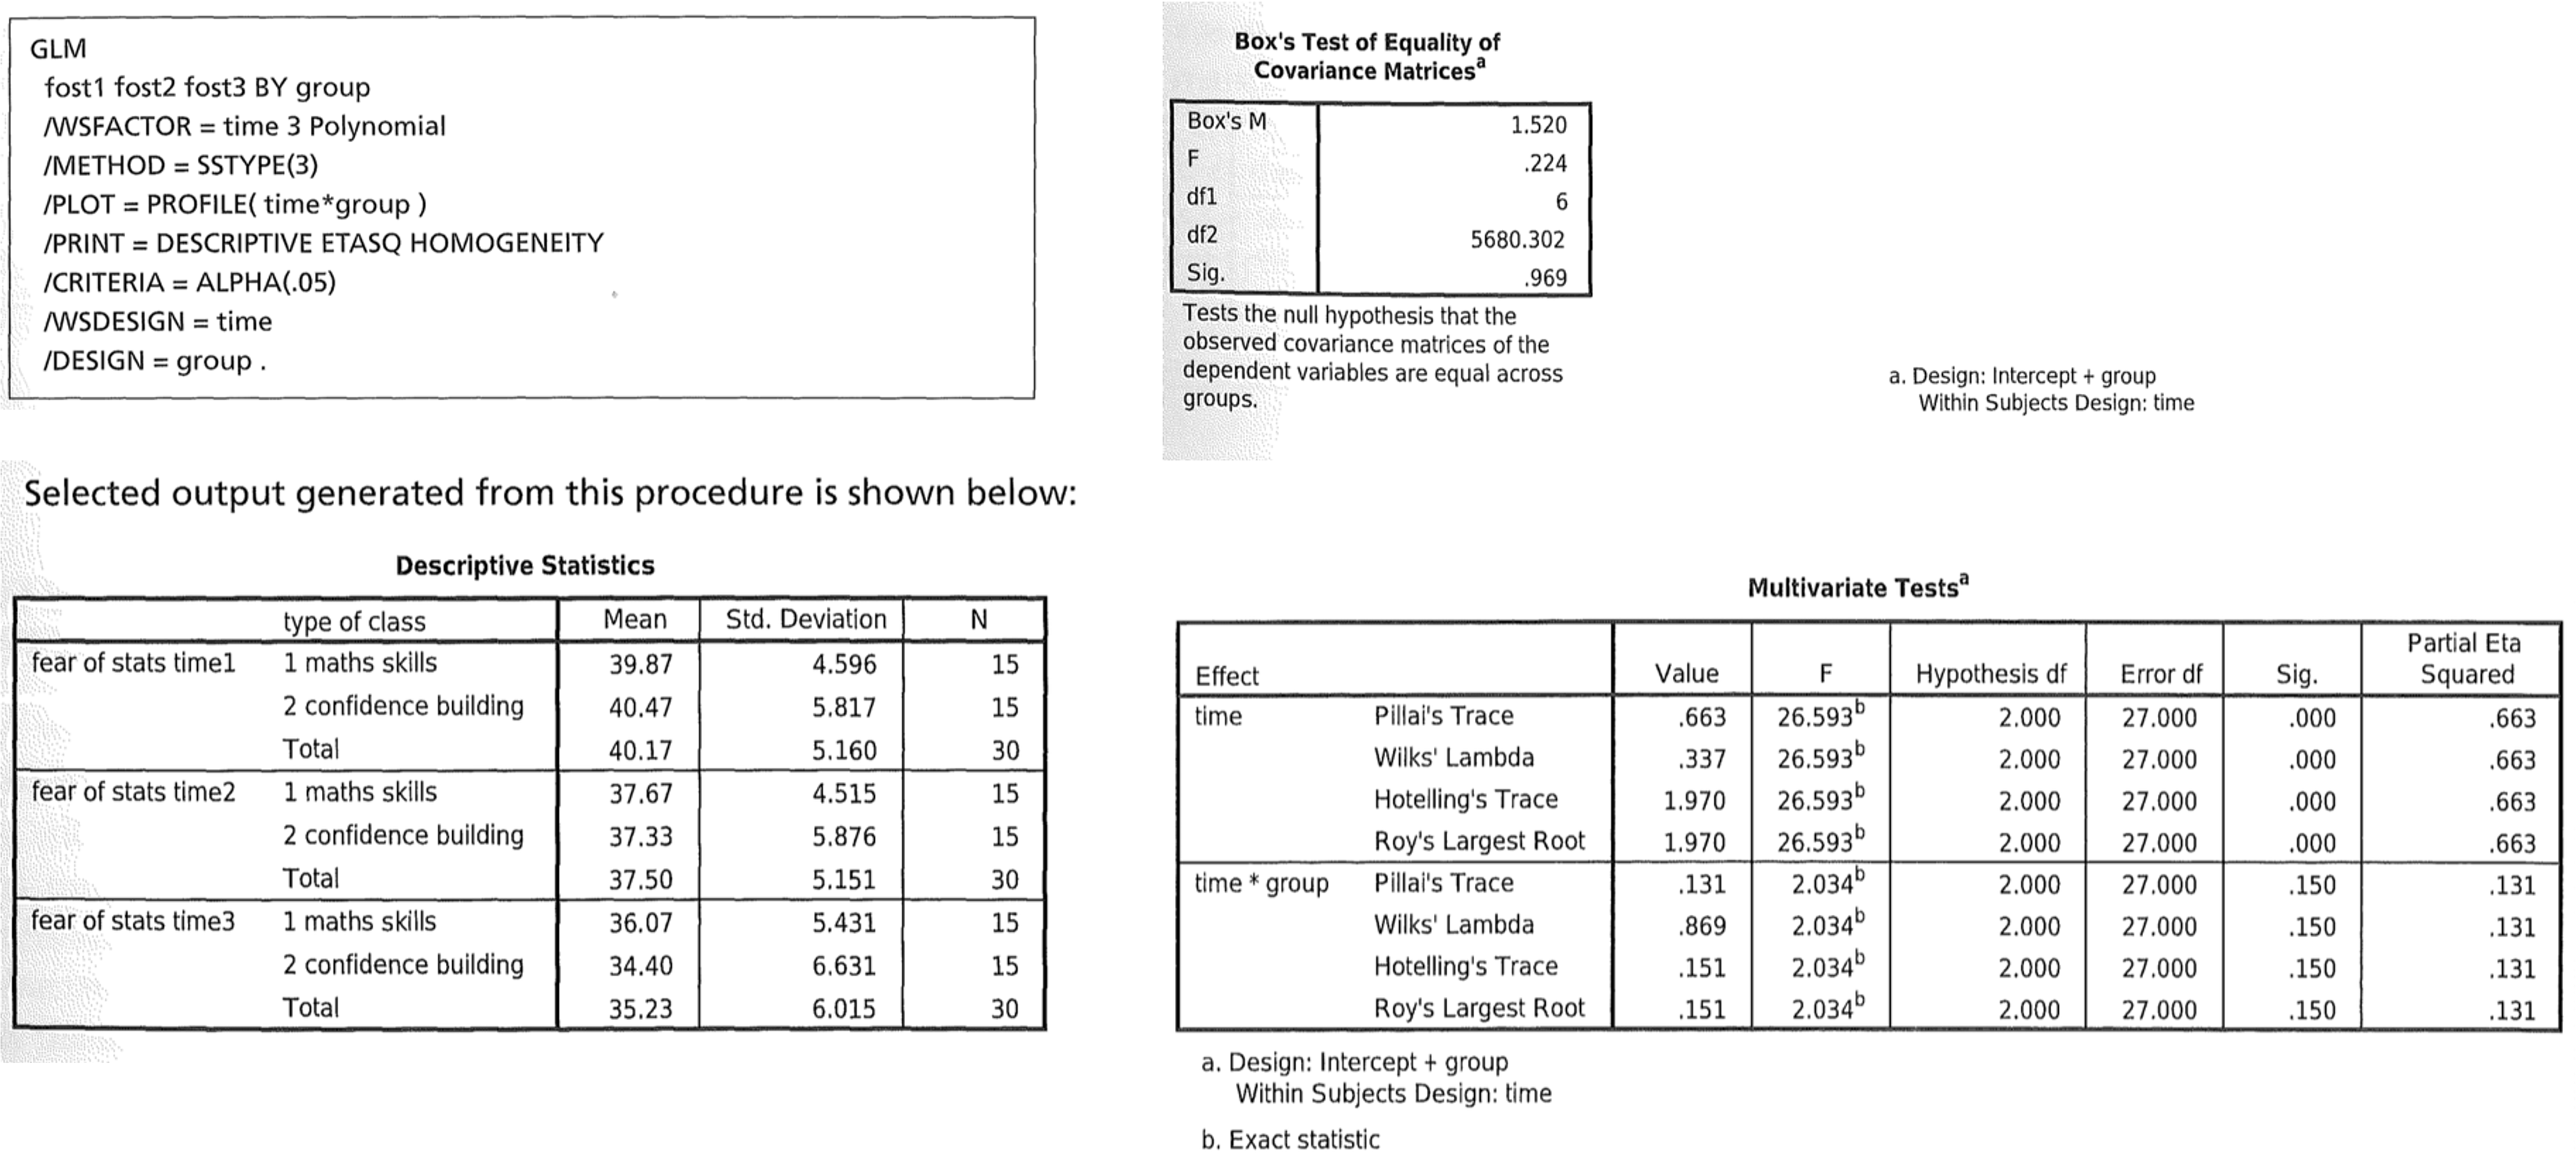 GLM
fost1 fost2 fost3 BY group
/WSFACTOR = time 3 Polynomial
/METHOD = SSTYPE(3)
/PLOT = PROFILE( time*group )
/PRINT = DESCRIPTIVE ETASQ HOMOGENEITY
/CRITERIA = ALPHA(.05)
/WSDESIGN = time
/DESIGN = group .
Selected output generated from this procedure is shown below:
Descriptive Statistics
type of class Mean Std. Deviation N
fear of stats time1 1 maths skills 39.87 4.596 15
2 confidence building 40.47 5.817 15
Total 40.17 5.160 30
fear of stats time2 1 maths skills 37.67 4.515 15
2 confidence building 37.33 5.876 15
Total 37.50 5.151 30
fear of stats time3 1 maths skills 36.07 5.431 15
2 confidence building 34.40 6.631 15
Total 35.23 6.015 30
Box's Test of Equality of
Covariance Matricesa
Box's M 1.520
F .224
df1 6
df2 5680.302
Sig. .969
Tests the null hypothesis that the
observed covariance matrices of the
dependent variables are equal across
groups.
a. Design: Intercept + group
Within Subjects Design: time
Multivariate Testsa
Effect Value F Hypothesis df Error df Sig. Partial Eta Squared
time Pillai's Trace .663 26.593b 2.000 27.000 .000 .663
Wilks' Lambda .337 26.593b 2.000 27.000 .000 .663
Hotelling's Trace 1.970 26.593b 2.000 27.000 .000 .663
Roy's Largest Root 1.970 26.593b 2.000 27.000 .000 .663
time * group Pillai's Trace .131 2.034b 2.000 27.000 .150 .131
Wilks' Lambda .869 2.034b 2.000 27.000 .150 .131
Hotelling's Trace .151 2.034b 2.000 27.000 .150 .131
Roy's Largest Root .151 2.034b 2.000 27.000 .150 .131
a. Design: Intercept + group
Within Subjects Design: time
b. Exact statistic